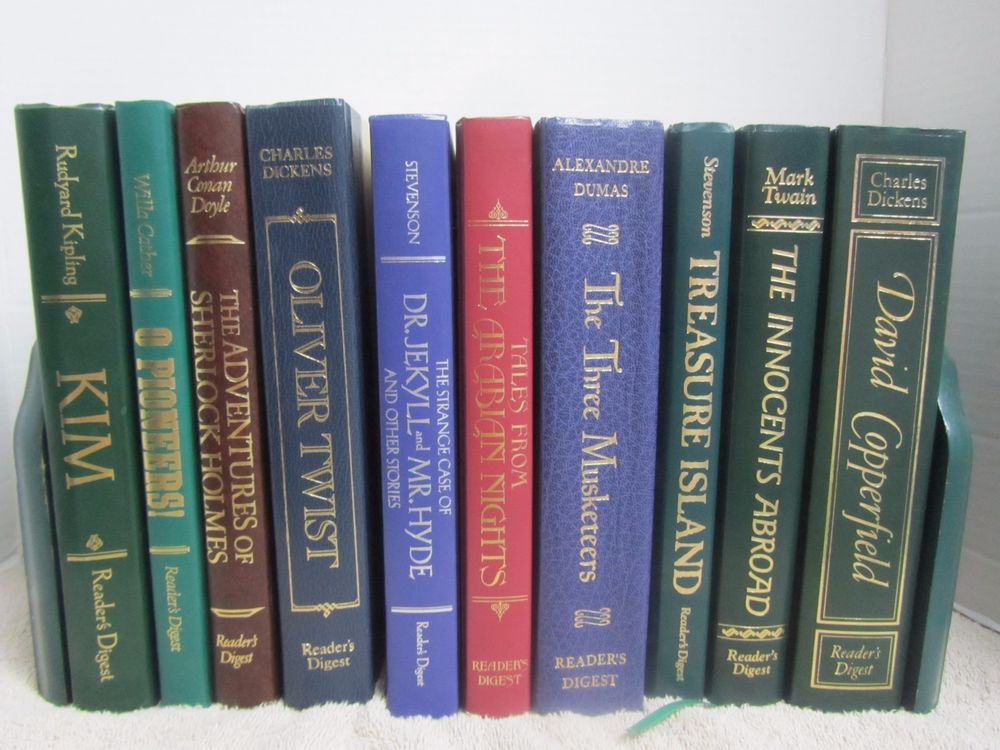 Rudyard Kipling
KIM
Reader's Digest
Willa Cather
O PIONEERS!
Reader's Digest
Arthur
Conan
Doyle
THE ADVENTURES OF
SHERLOCK HOLMES
Reader's
Digest
CHARLES
DICKENS
OLIVER TWIST
Reader's
Digest
STEVENSON
THE STRANGE CASE OF
DR. JEKYLL and MR. HYDE
AND OTHER STORIES
Reader's Digest
TALES FROM
THE ARABIAN NIGHTS
READER'S
DIGEST
ALEXANDRE
DUMAS
The Three Musketeers
READER'S
DIGEST
Stevenson
TREASURE ISLAND
Reader's Digest
Mark
Twain
THE INNOCENTS ABROAD
Reader's
Digest
Charles
Dickens
David Copperfield
Reader's
Digest